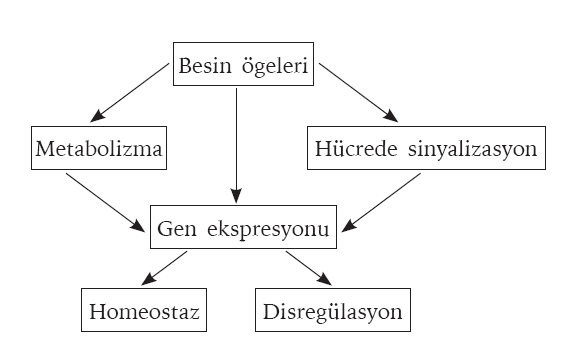 Besin ögeleri
Metabolizma
Hücrede sinyalizasyon
Gen ekspresyonu
Homeostaz
Disregülasyon